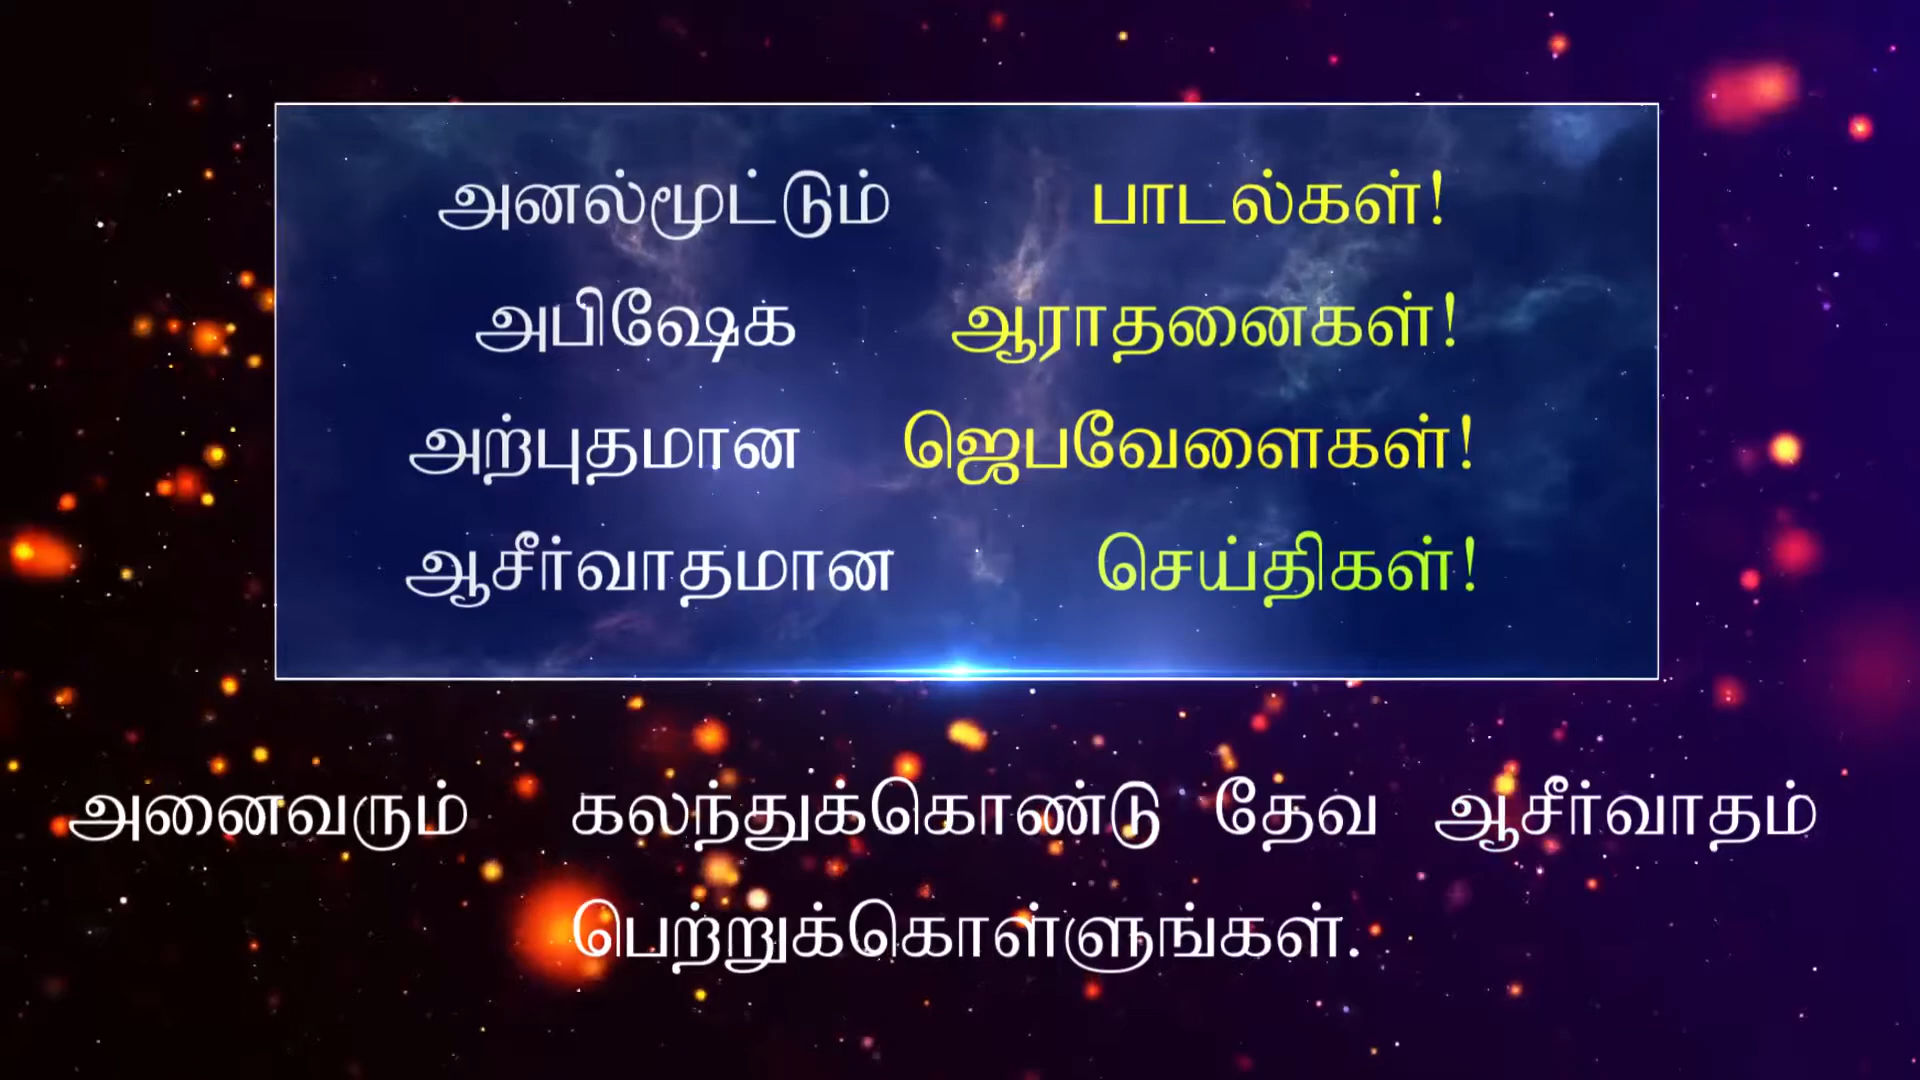 அனல்மூட்டும் பாடல்கள்!
அபிஷேக ஆராதனைகள்!
அற்புதமான ஜெபவேளைகள்!
ஆசீர்வாதமான செய்திகள்!
அனைவரும் கலந்துக்கொண்டு தேவ ஆசீர்வாதம்
பெற்றுக்கொள்ளுங்கள்.